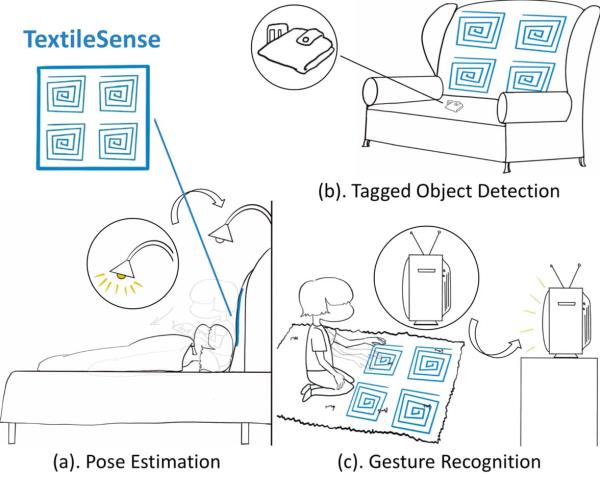 TextileSense
(b). Tagged Object Detection
(a). Pose Estimation
(c). Gesture Recognition